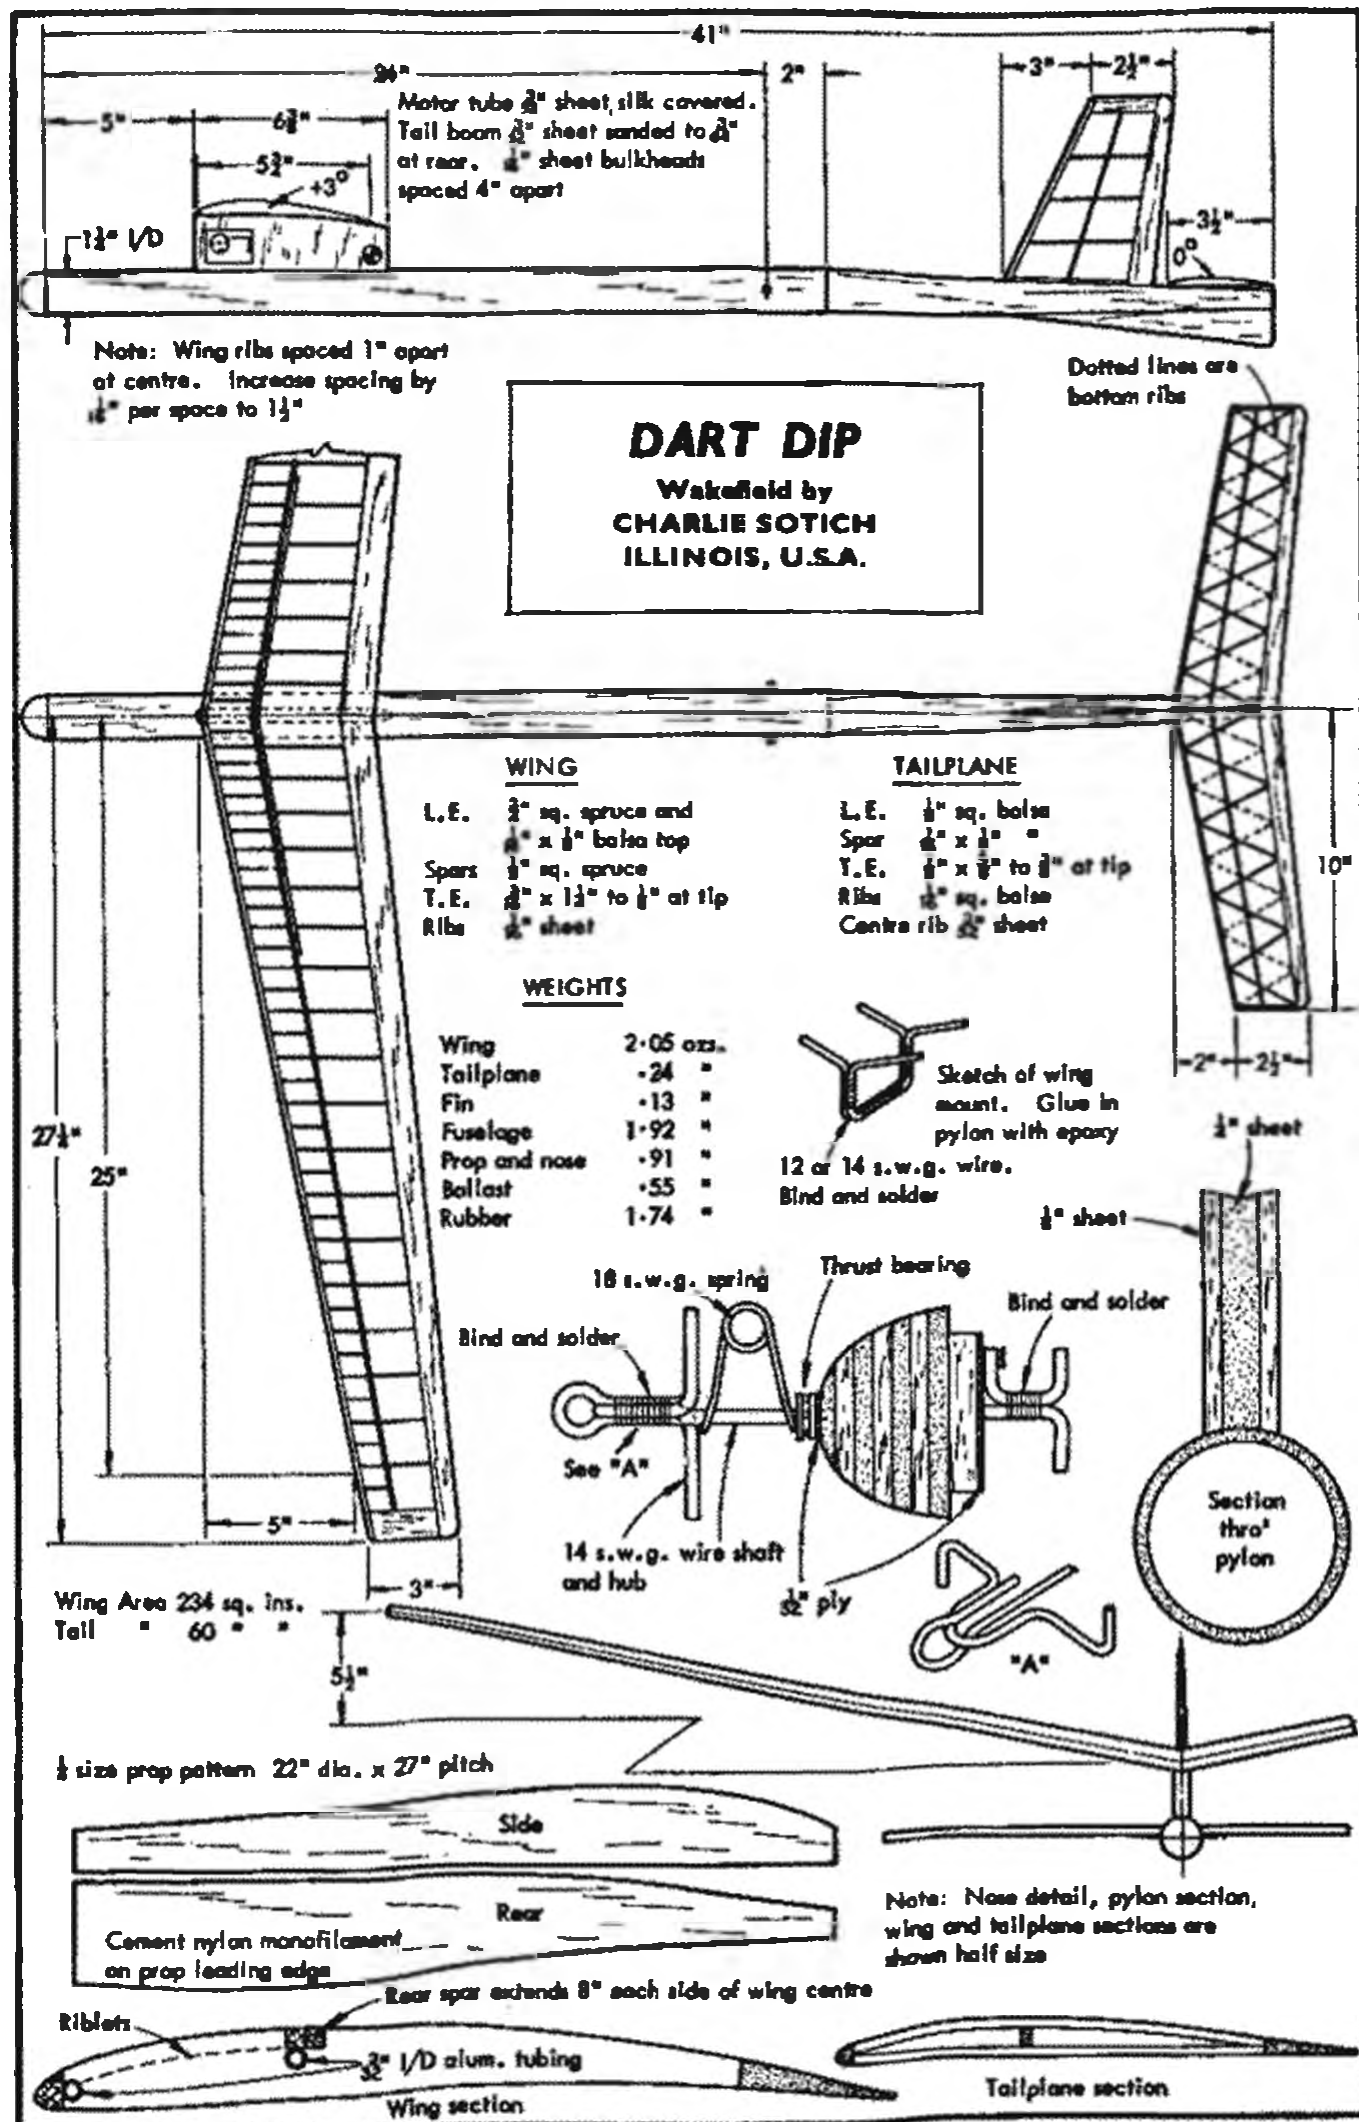 41"
2"
3"
2½"
5"
Motor tube sheet, silk covered.
Tail boom sheet sanded to
at rear. sheet bulkheads
spaced 4" apart
+3°
I/D
3½"
0°
Note: Wing ribs spaced 1" apart
at centre. Increase spacing by
per space to 1½"
Dotted lines are
bottom ribs
DART DIP
Wakefield by
CHARLIE SOTICH
ILLINOIS, U.S.A.
WING
L.E. sq. spruce and
balsa top
Spars sq. spruce
T.E. at tip
Ribs sheet
TAILPLANE
L.E. sq. balsa
Spar "
T.E. at tip
Ribs sq. balsa
Centre rib sheet
10"
WEIGHTS
Wing 2·05 ozs.
Tailplane ·24 "
Fin ·13 "
Fuselage 1·92 "
Prop and nose ·91 "
Ballast ·55 "
Rubber 1·74 "
Sketch of wing
mount. Glue in
pylon with epoxy
12 or 14 s.w.g. wire.
Bind and solder
2"
2½"
sheet
sheet
25"
18 s.w.g. spring
Thrust bearing
Bind and solder
Bind and solder
See "A"
14 s.w.g. wire shaft
and hub
ply
"A"
Section
thro'
pylon
5"
3"
Wing Area 234 sq. ins.
Tail " 60 " "
5½"
size prop pattern 22" dia. x 27" pitch
Side
Rear
Cement nylon monofilament
on prop leading edge
Note: Nose detail, pylon section,
wing and tailplane sections are
shown half size
Rear spar extends 8" each side of wing centre
Riblets
I/D alum. tubing
Wing section
Tailplane section